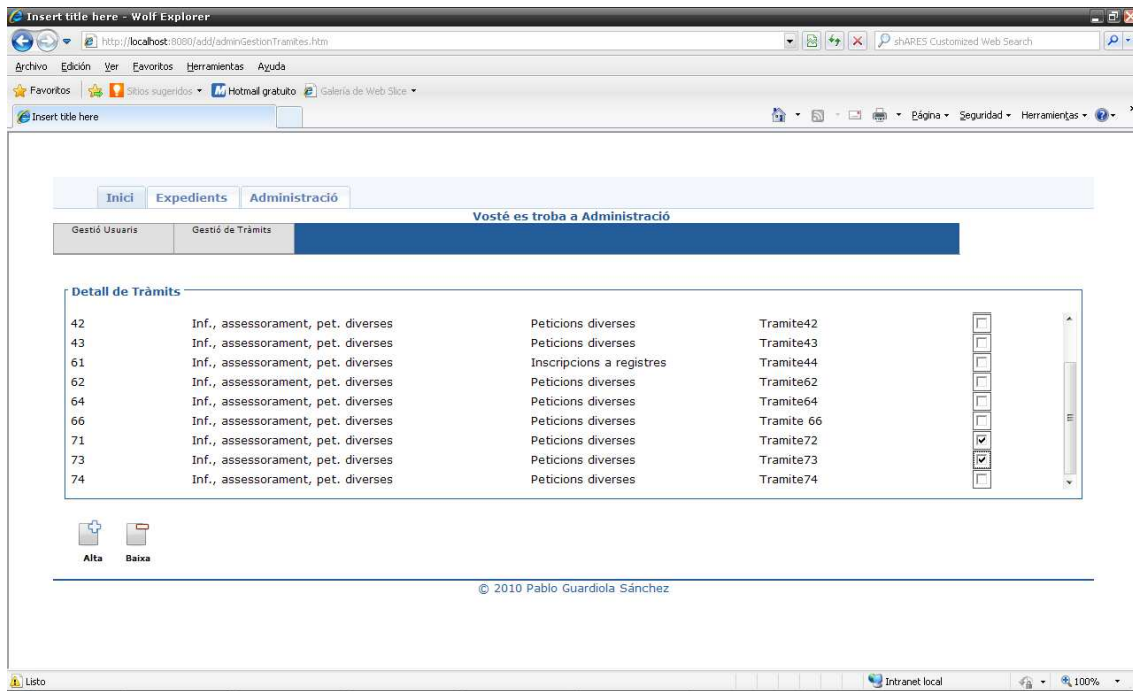 Insert title here - Wolf Explorer
http://localhost:8080/add/adminGestionTramites.htm
shARES Customized Web Search
Archivo Edición Ver Favoritos Herramientas Ayuda
Favoritos Sitios sugeridos Hotmail gratuito Galería de Web Slice
Insert title here Página Seguridad Herramientas
Inici Expedients Administració
Vosté es troba a Administració
Gestió Usuaris Gestió de Tràmits
Detall de Tràmits
42 Inf., assessorament, pet. diverses Peticions diverses Tramite42
43 Inf., assessorament, pet. diverses Peticions diverses Tramite43
61 Inf., assessorament, pet. diverses Inscripcions a registres Tramite44
62 Inf., assessorament, pet. diverses Peticions diverses Tramite62
64 Inf., assessorament, pet. diverses Peticions diverses Tramite64
66 Inf., assessorament, pet. diverses Peticions diverses Tramite 66
71 Inf., assessorament, pet. diverses Peticions diverses Tramite72
73 Inf., assessorament, pet. diverses Peticions diverses Tramite73
74 Inf., assessorament, pet. diverses Peticions diverses Tramite74
Alta Baixa
© 2010 Pablo Guardiola Sánchez
Listo Intranet local 100%